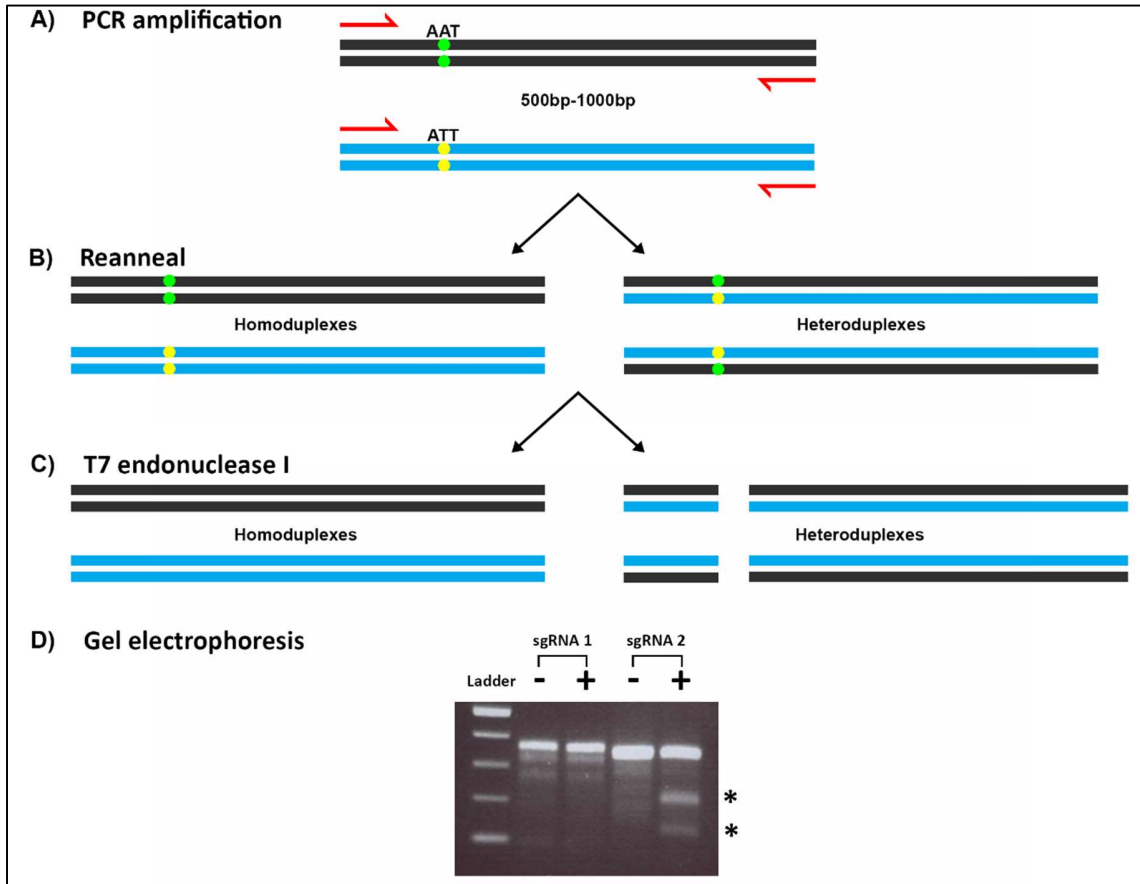 A) PCR amplification
AAT
500bp-1000bp
ATT
B) Reanneal
Homoduplexes Heteroduplexes
C) T7 endonuclease I
Homoduplexes Heteroduplexes
D) Gel electrophoresis
sgRNA 1 sgRNA 2
Ladder - + - +
*
*